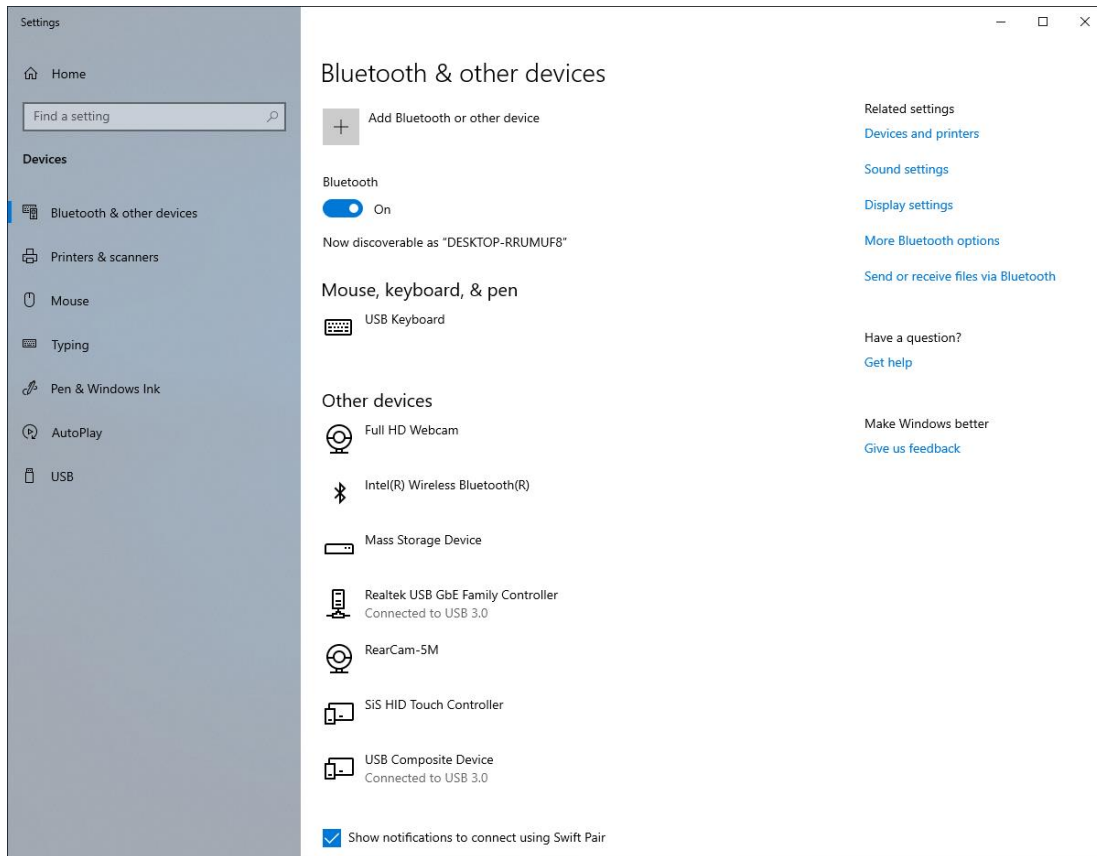 Settings
Home
Find a setting
Devices
Bluetooth & other devices
Printers & scanners
Mouse
Typing
Pen & Windows Ink
AutoPlay
USB
Bluetooth & other devices
Add Bluetooth or other device
Bluetooth
On
Now discoverable as “DESKTOP-RRUMUF8”
Mouse, keyboard, & pen
USB Keyboard
Other devices
Full HD Webcam
Intel(R) Wireless Bluetooth(R)
Mass Storage Device
Realtek USB GbE Family Controller
Connected to USB 3.0
RearCam-5M
SiS HID Touch Controller
USB Composite Device
Connected to USB 3.0
Show notifications to connect using Swift Pair
Related settings
Devices and printers
Sound settings
Display settings
More Bluetooth options
Send or receive files via Bluetooth
Have a question?
Get help
Make Windows better
Give us feedback